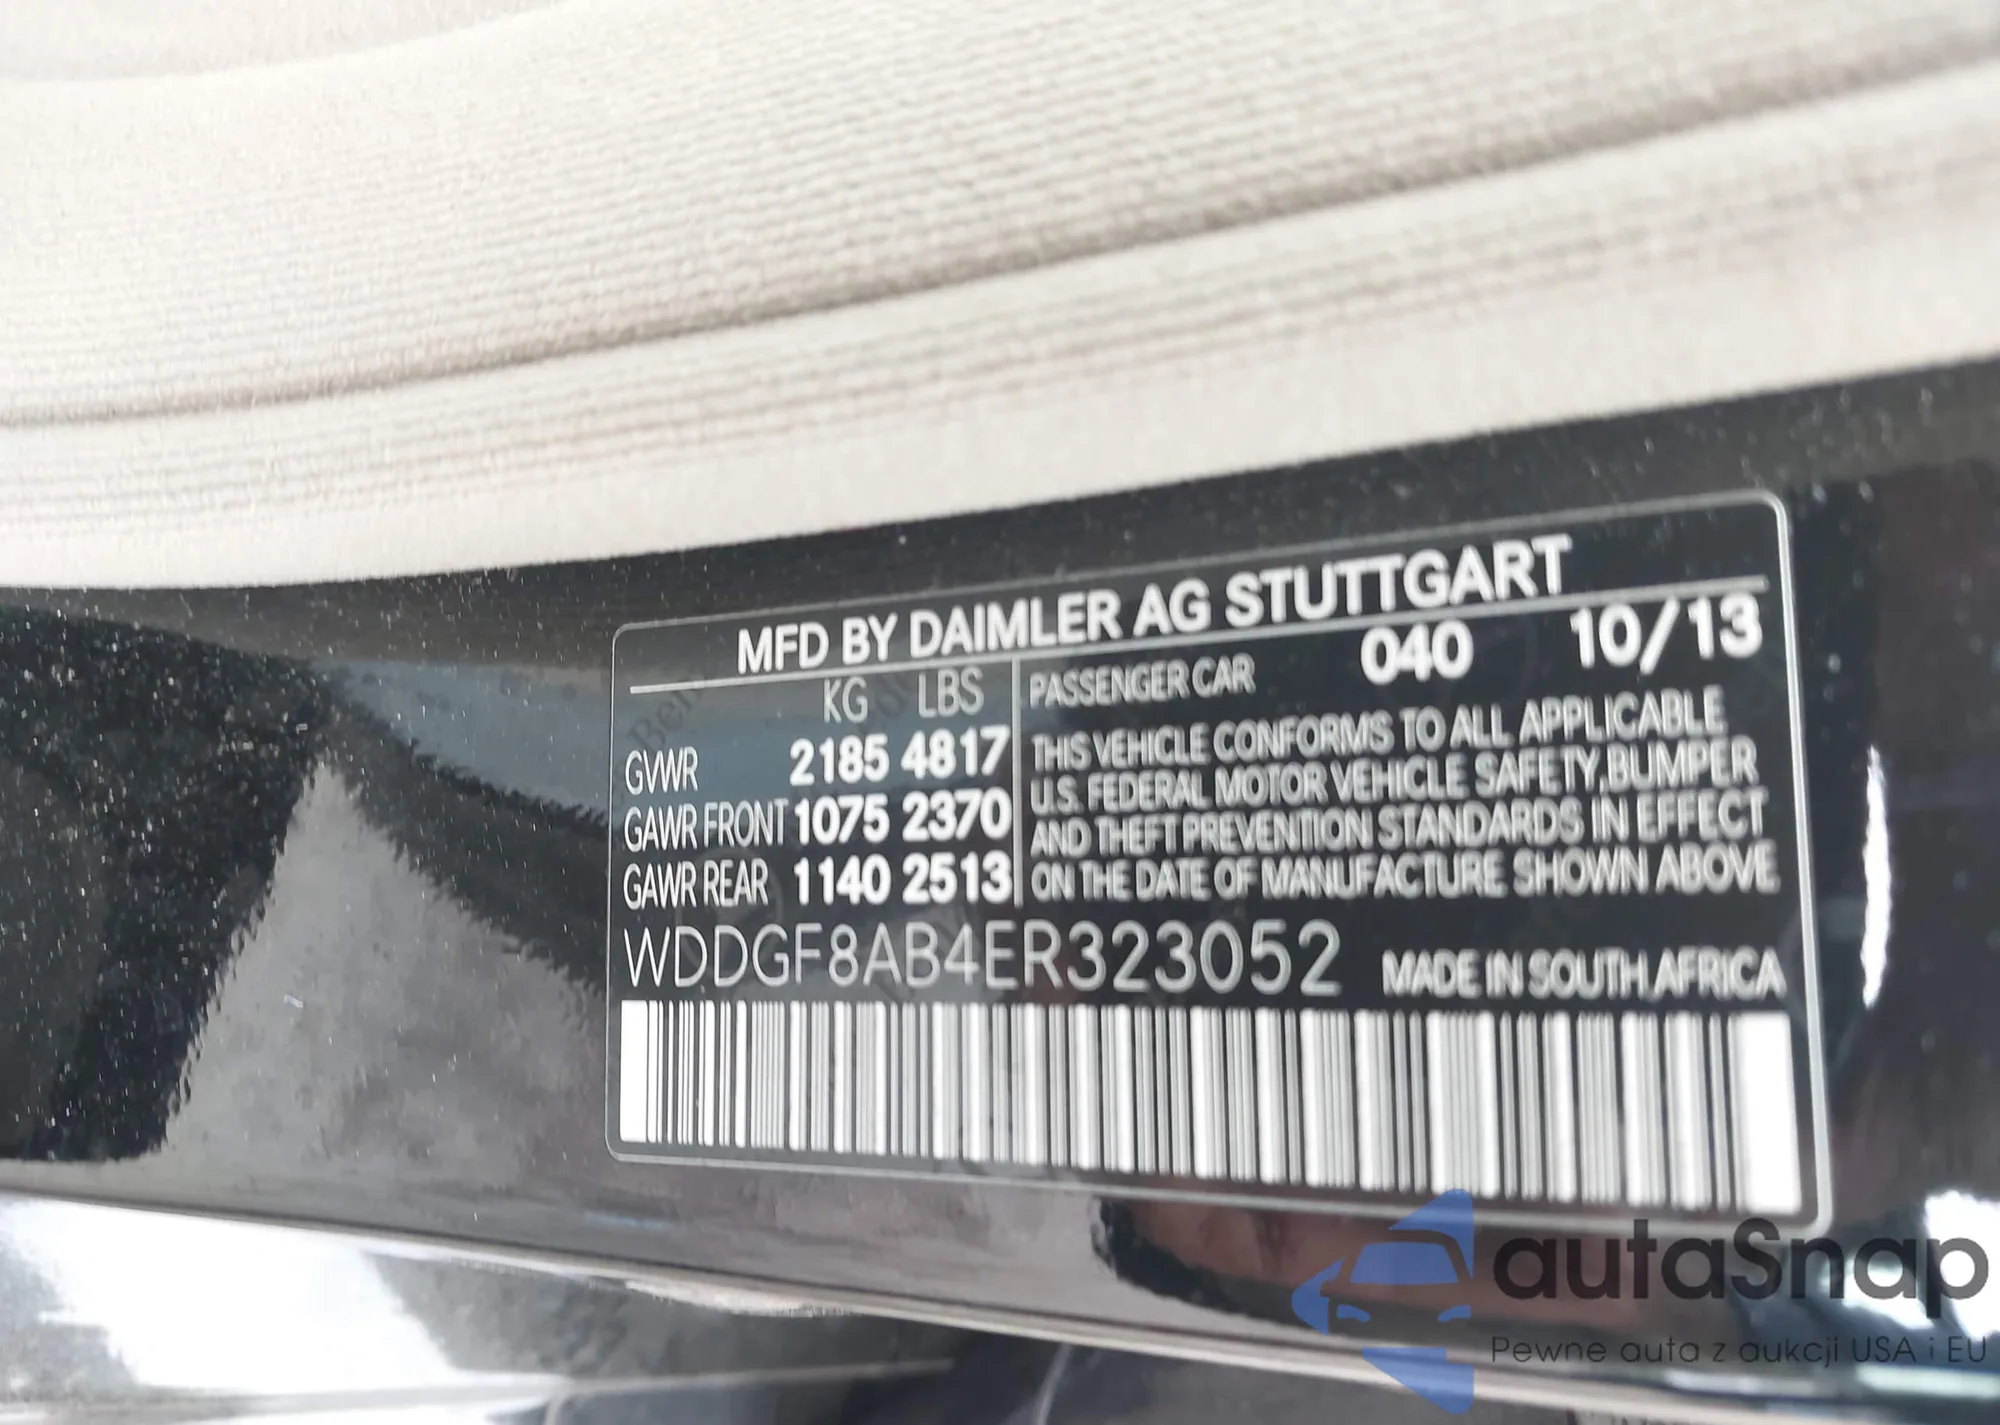 MFD BY DAIMLER AG STUTTGART
KG LBS
GVWR 2185 4817
GAWR FRONT 1075 2370
GAWR REAR 1140 2513
PASSENGER CAR 040 10/13
THIS VEHICLE CONFORMS TO ALL APPLICABLE
U.S. FEDERAL MOTOR VEHICLE SAFETY,BUMPER
AND THEFT PREVENTION STANDARDS IN EFFECT
ON THE DATE OF MANUFACTURE SHOWN ABOVE
WDDGF8AB4ER323052 MADE IN SOUTH AFRICA
autaSnap
Pewne auta z aukcji USA i EU